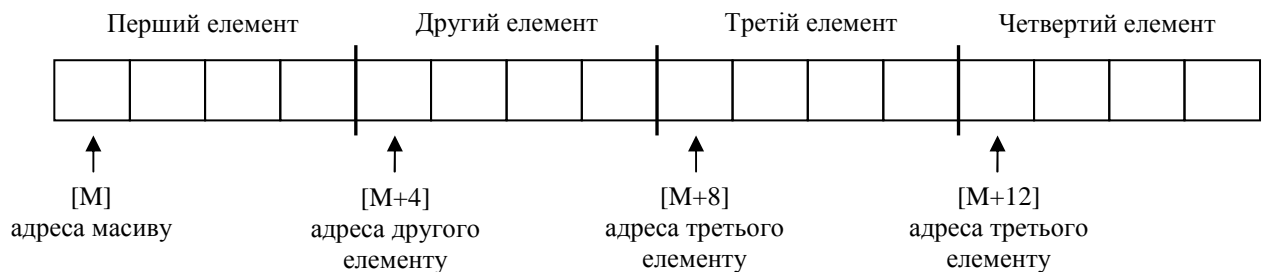 Перший елемент Другий елемент Третій елемент Четвертий елемент
[M] [M+4] [M+8] [M+12]
адреса масиву адреса другого адреса третього адреса третього
елементу елементу елементу